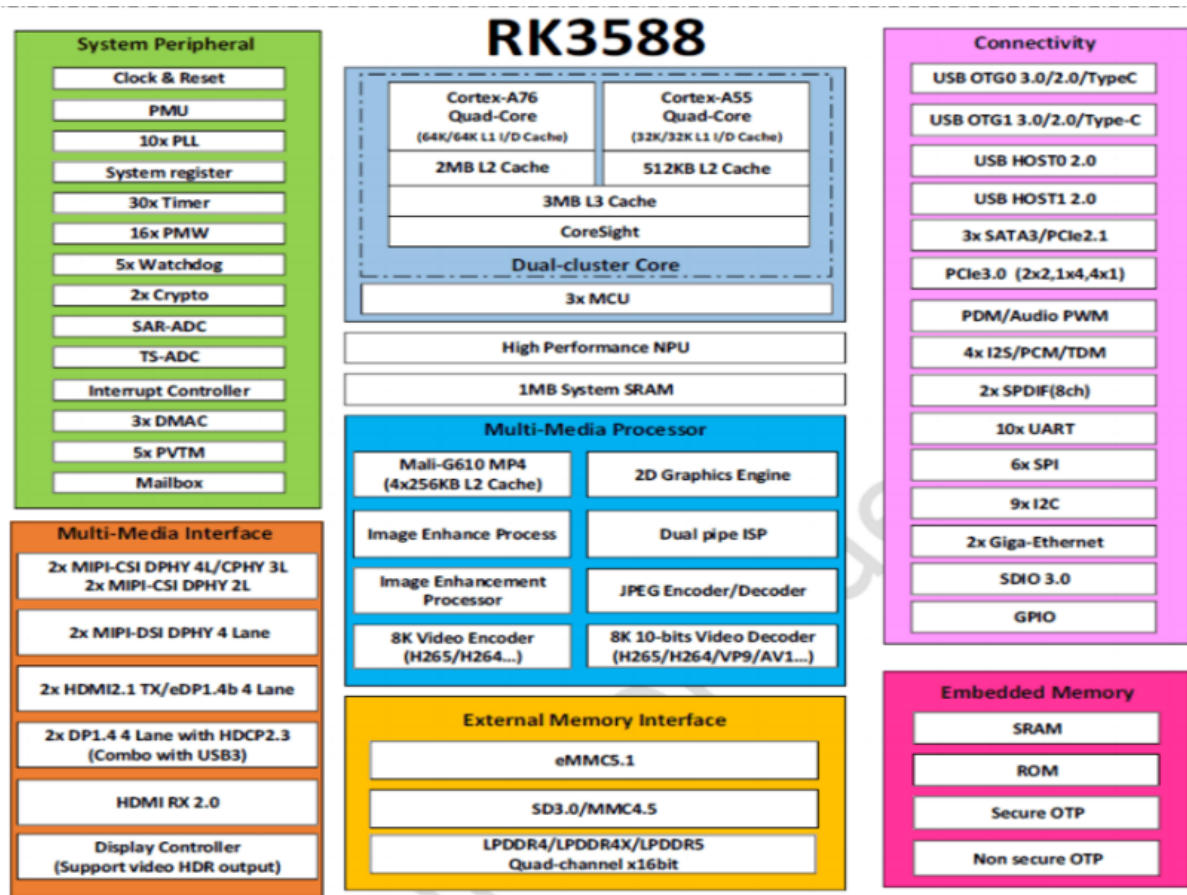 RK3588
System Peripheral
Clock & Reset
PMU
10x PLL
System register
30x Timer
16x PMW
5x Watchdog
2x Crypto
SAR-ADC
TS-ADC
Interrupt Controller
3x DMAC
5x PVTM
Mailbox
Multi-Media Interface
2x MIPI-CSI DPHY 4L/CPHY 3L
2x MIPI-CSI DPHY 2L
2x MIPI-DSI DPHY 4 Lane
2x HDMI2.1 TX/eDP1.4b 4 Lane
2x DP1.4 4 Lane with HDCP2.3
(Combo with USB3)
HDMI RX 2.0
Display Controller
(Support video HDR output)
Cortex-A76
Quad-Core
(64K/64K L1 I/D Cache)
Cortex-A55
Quad-Core
(32K/32K L1 I/D Cache)
2MB L2 Cache
512KB L2 Cache
3MB L3 Cache
CoreSight
Dual-cluster Core
3x MCU
High Performance NPU
1MB System SRAM
Multi-Media Processor
Mali-G610 MP4
(4x256KB L2 Cache)
2D Graphics Engine
Image Enhance Process
Dual pipe ISP
Image Enhancement
Processor
JPEG Encoder/Decoder
8K Video Encoder
(H265/H264...)
8K 10-bits Video Decoder
(H265/H264/VP9/AV1...)
External Memory Interface
eMMC5.1
SD3.0/MMC4.5
LPDDR4/LPDDR4X/LPDDR5
Quad-channel x16bit
Connectivity
USB OTG0 3.0/2.0/TypeC
USB OTG1 3.0/2.0/Type-C
USB HOST0 2.0
USB HOST1 2.0
3x SATA3/PCIe2.1
PCIe3.0 (2x2,1x4,4x1)
PDM/Audio PWM
4x I2S/PCM/TDM
2x SPDIF(8ch)
10x UART
6x SPI
9x I2C
2x Giga-Ethernet
SDIO 3.0
GPIO
Embedded Memory
SRAM
ROM
Secure OTP
Non secure OTP